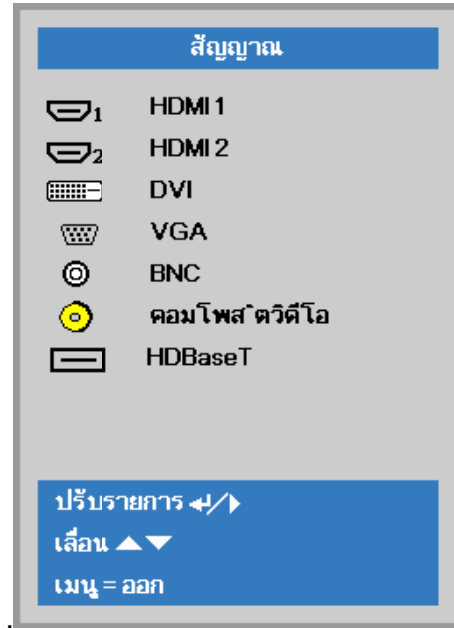 สัญญาณ
1 HDMI 1
2 HDMI 2
DVI
VGA
BNC
คอมโพส ิตวิดีโอ
HDBaseT
ปรับรายการ ↵/▶
เลื่อน ▲▼
เมนู = ออก